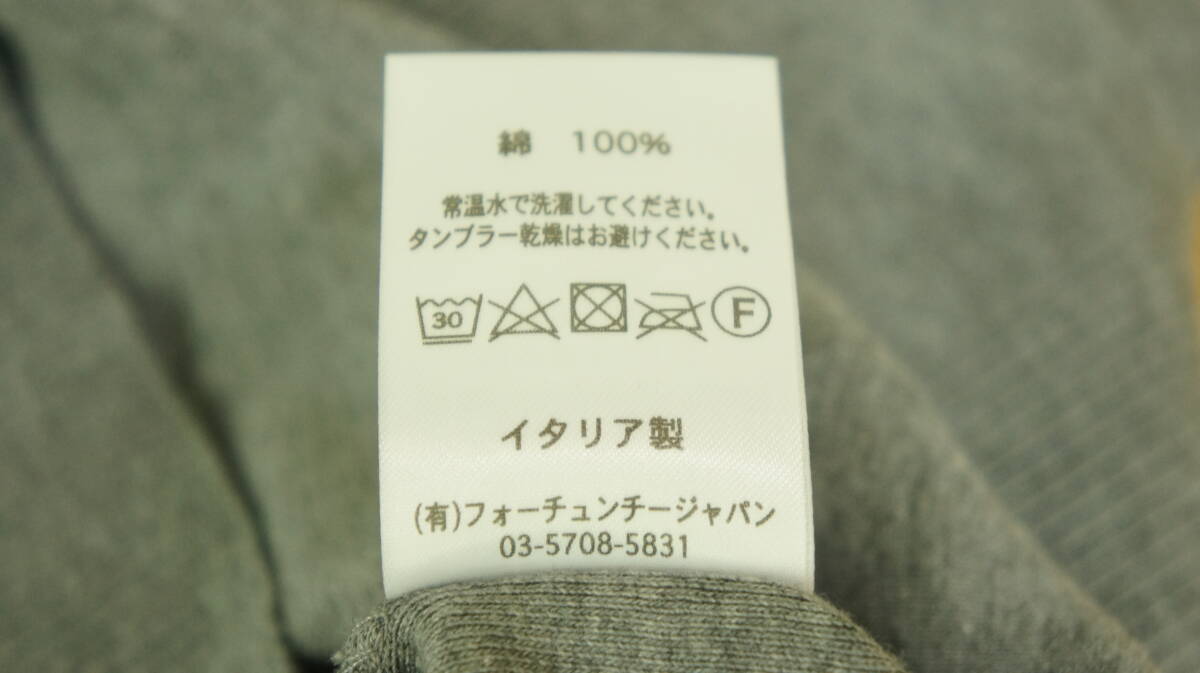 綿　100%
常温水で洗濯してください。
タンブラー乾燥はお避けください。
30 F
イタリア製
(有)フォーチュンチージャパン
03-5708-5831